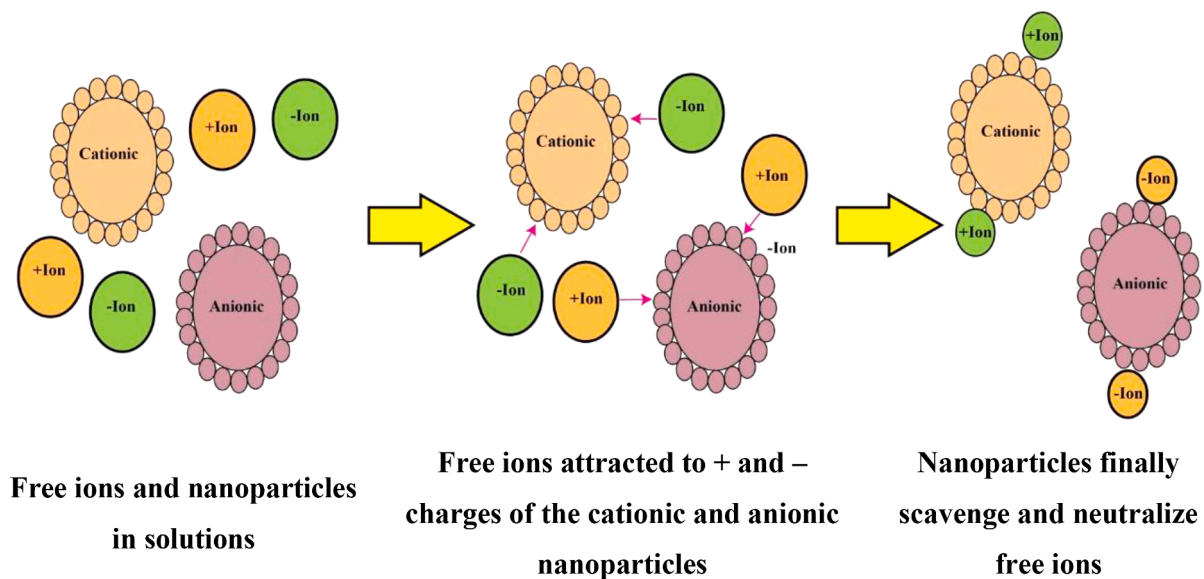 Cationic
+Ion
-Ion
+Ion
-Ion
Anionic
Free ions and nanoparticles
in solutions
Cationic
-Ion
+Ion
-Ion
-Ion
+Ion
Anionic
Free ions attracted to + and –
charges of the cationic and anionic
nanoparticles
+Ion
Cationic
+Ion
-Ion
Anionic
-Ion
Nanoparticles finally
scavenge and neutralize
free ions